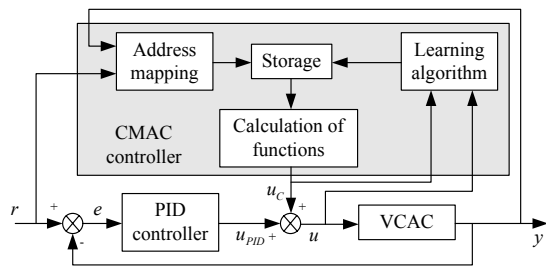 Address
mapping
Storage
Learning
algorithm
Calculation of
functions
CMAC
controller
u_C
+
r
+
e
PID
controller
u_PID
+
u
VCAC
y
-